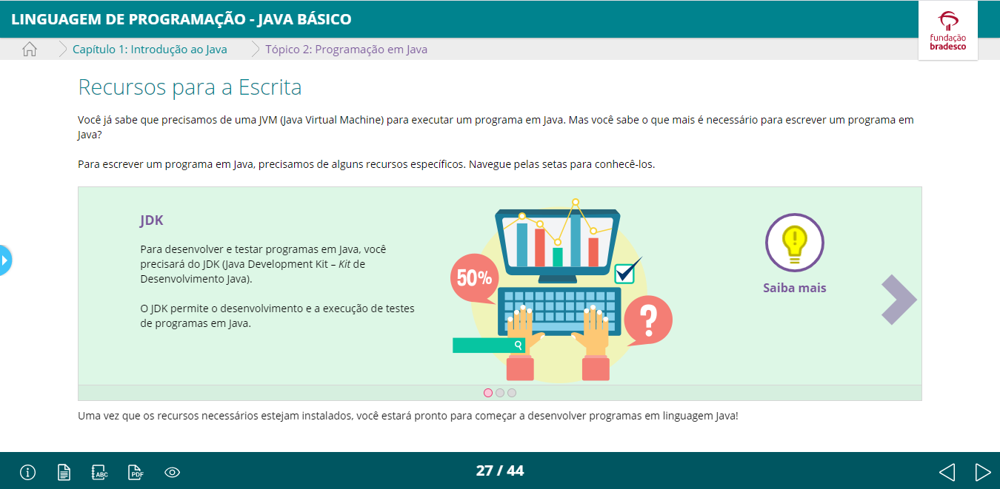 LINGUAGEM DE PROGRAMAÇÃO - JAVA BÁSICO
fundação
bradesco
Capítulo 1: Introdução ao Java
Tópico 2: Programação em Java
Recursos para a Escrita
Você já sabe que precisamos de uma JVM (Java Virtual Machine) para executar um programa em Java. Mas você sabe o que mais é necessário para escrever um programa em
Java?
Para escrever um programa em Java, precisamos de alguns recursos específicos. Navegue pelas setas para conhecê-los.
JDK
Para desenvolver e testar programas em Java, você
precisará do JDK (Java Development Kit – Kit de
Desenvolvimento Java).
O JDK permite o desenvolvimento e a execução de testes
de programas em Java.
50%
?
!
Saiba mais
Uma vez que os recursos necessários estejam instalados, você estará pronto para começar a desenvolver programas em linguagem Java!
i
ABC
PDF
27 / 44